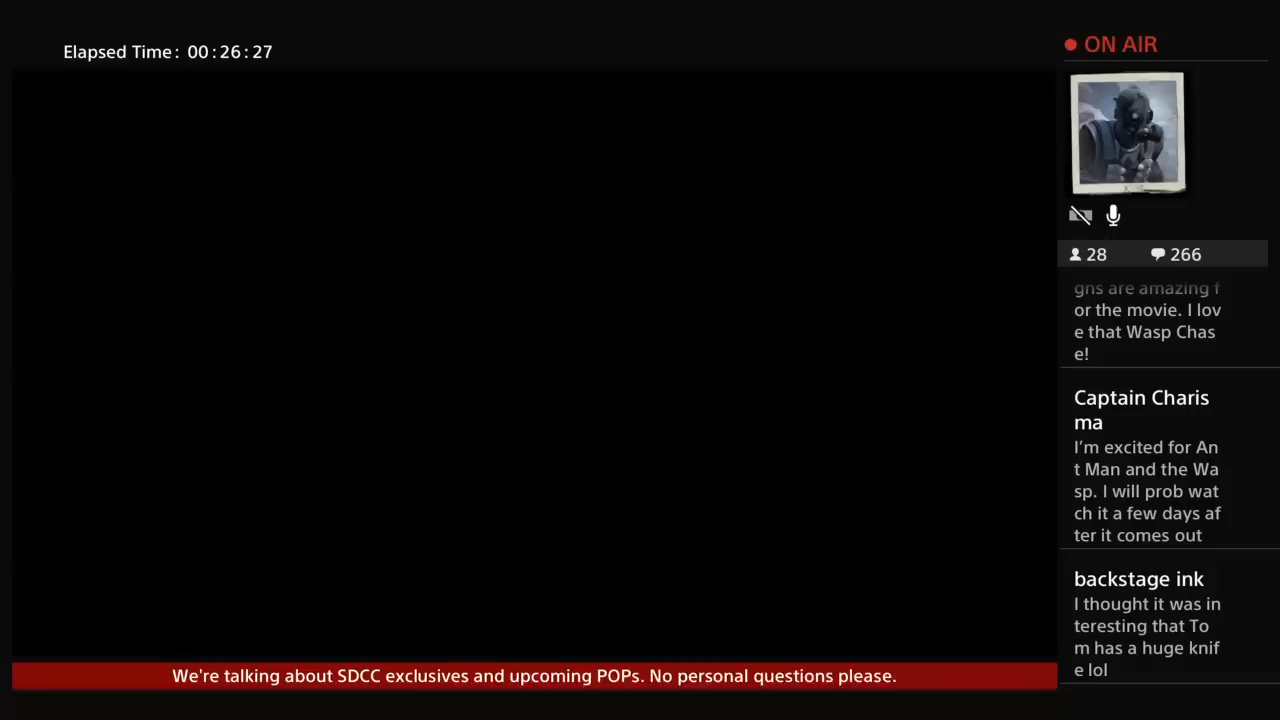 Elapsed Time: 00:26:27
ON AIR
28 266
gns are amazing f
or the movie. I lov
e that Wasp Chas
e!
Captain Charis
ma
I'm excited for An
t Man and the Wa
sp. I will prob wat
ch it a few days af
ter it comes out
backstage ink
I thought it was in
teresting that To
m has a huge knif
e lol
We're talking about SDCC exclusives and upcoming POPs. No personal questions please.